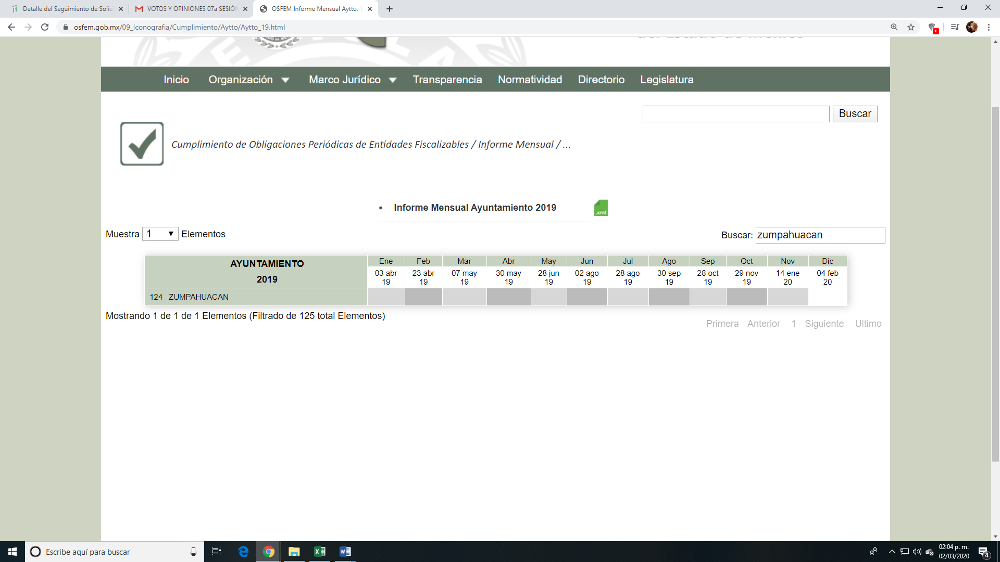 Detalle del Seguimiento de Solici
VOTOS Y OPINIONES 07a SESIÓN
OSFEM Informe Mensual Aytto.
osfem.gob.mx/09_Iconografia/Cumplimiento/Aytto/Aytto_19.html
del Estado de México
Inicio Organización Marco Jurídico Transparencia Normatividad Directorio Legislatura
Buscar
Cumplimiento de Obligaciones Periódicas de Entidades Fiscalizables / Informe Mensual / ...
Informe Mensual Ayuntamiento 2019
.xml
Muestra 1 Elementos
Buscar: zumpahuacan
AYUNTAMIENTO
2019
Ene Feb Mar Abr May Jun Jul Ago Sep Oct Nov Dic
03 abr 23 abr 07 may 30 may 28 jun 02 ago 28 ago 30 sep 28 oct 29 nov 14 ene 04 feb
19 19 19 19 19 19 19 19 19 19 20 20
124 ZUMPAHUACAN
Mostrando 1 de 1 de 1 Elementos (Filtrado de 125 total Elementos)
Primera Anterior 1 Siguiente Ultimo
Escribe aquí para buscar
02:04 p. m.
02/03/2020
4